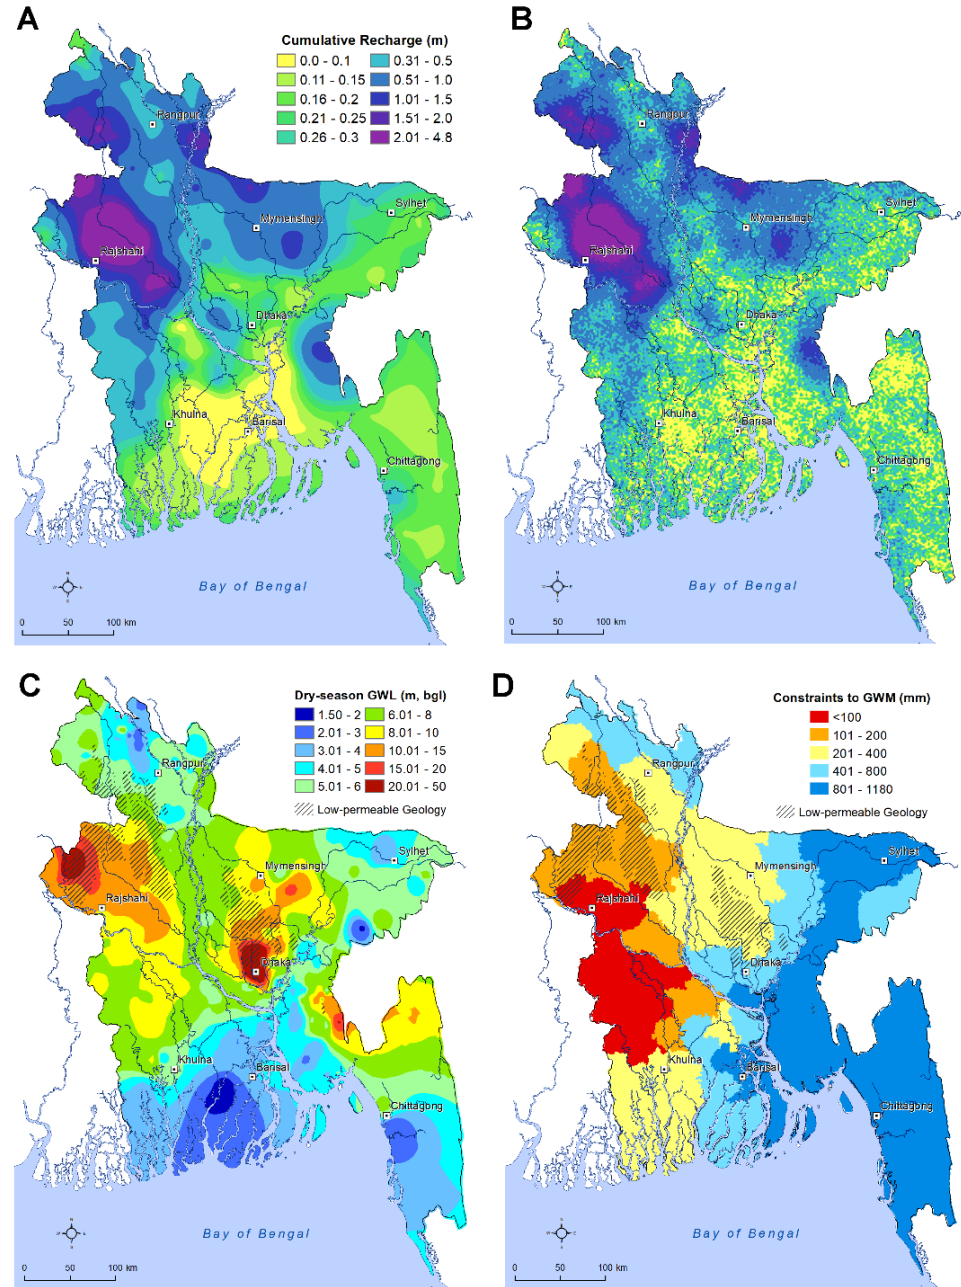 A
Cumulative Recharge (m)
0.0 - 0.1
0.31 - 0.5
0.11 - 0.15
0.51 - 1.0
0.16 - 0.2
1.01 - 1.5
0.21 - 0.25
1.51 - 2.0
0.26 - 0.3
2.01 - 4.8
Rangpur
Sylhet
Mymensingh
Rajshahi
Dhaka
Khulna
Barisal
Chittagong
Bay of Bengal
N
W
E
S
0 50 100 km
B
Rangpur
Sylhet
Mymensingh
Rajshahi
Dhaka
Khulna
Barisal
Chittagong
Bay of Bengal
N
W
E
S
0 50 100 km
C
Dry-season GWL (m, bgl)
1.50 - 2
6.01 - 8
2.01 - 3
8.01 - 10
3.01 - 4
10.01 - 15
4.01 - 5
15.01 - 20
5.01 - 6
20.01 - 50
Low-permeable Geology
Rangpur
Sylhet
Mymensingh
Rajshahi
Dhaka
Khulna
Barisal
Chittagong
Bay of Bengal
N
W
E
S
0 50 100 km
D
Constraints to GWM (mm)
<100
101 - 200
201 - 400
401 - 800
801 - 1180
Low-permeable Geology
Rangpur
Sylhet
Mymensingh
Rajshahi
Dhaka
Khulna
Barisal
Chittagong
Bay of Bengal
N
W
E
S
0 50 100 km